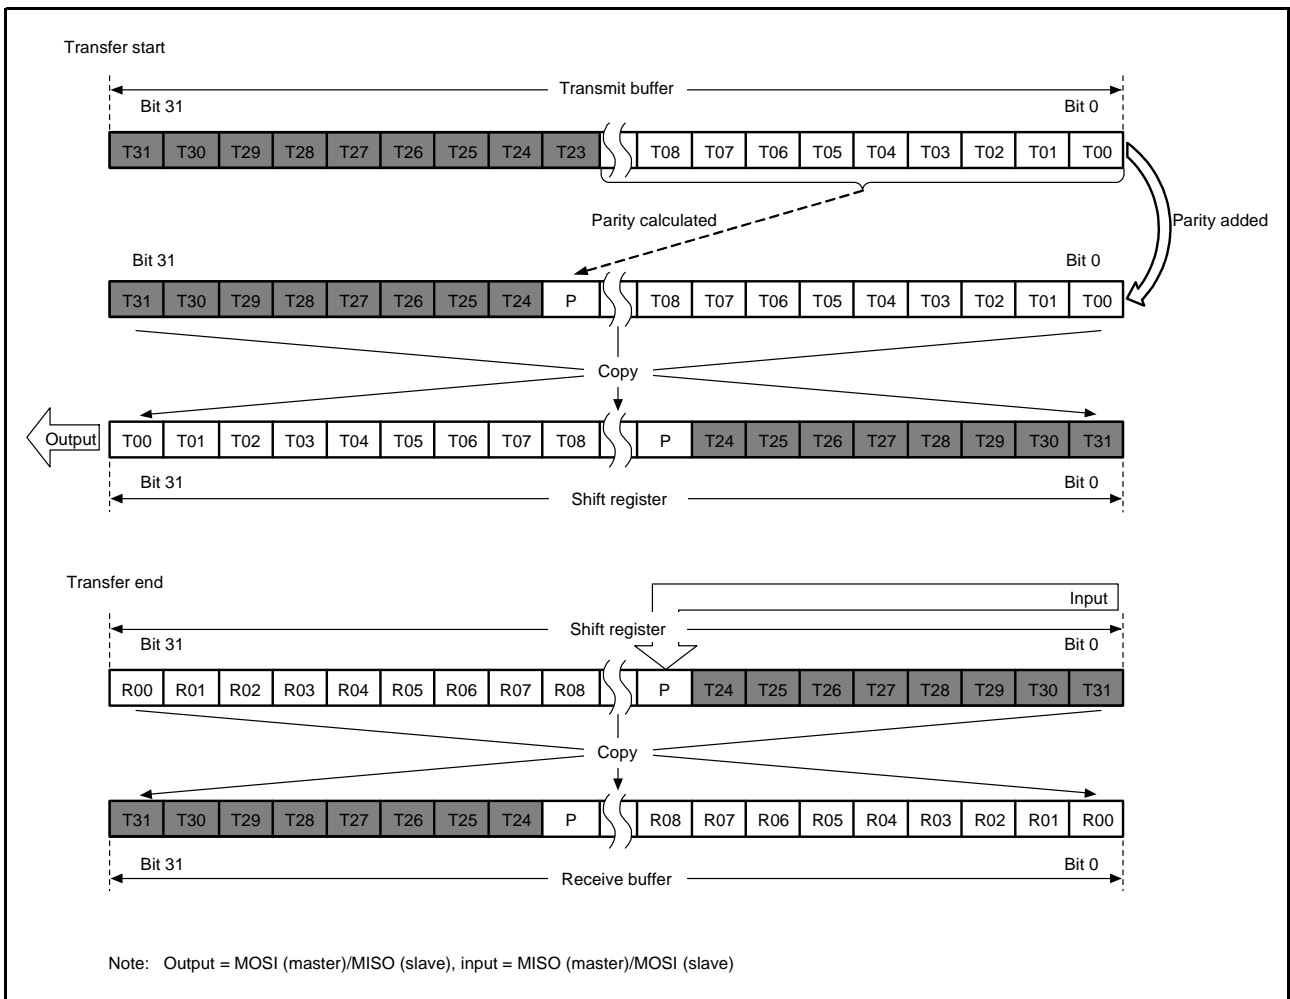 Transfer start
Transmit buffer
Bit 31 Bit 0
T31 T30 T29 T28 T27 T26 T25 T24 T23 T08 T07 T06 T05 T04 T03 T02 T01 T00
Parity calculated
Parity added
Bit 31 Bit 0
T31 T30 T29 T28 T27 T26 T25 T24 P T08 T07 T06 T05 T04 T03 T02 T01 T00
Copy
Output
T00 T01 T02 T03 T04 T05 T06 T07 T08 P T24 T25 T26 T27 T28 T29 T30 T31
Bit 31 Bit 0
Shift register
Transfer end
Input
Shift register
Bit 31 Bit 0
R00 R01 R02 R03 R04 R05 R06 R07 R08 P T24 T25 T26 T27 T28 T29 T30 T31
Copy
T31 T30 T29 T28 T27 T26 T25 T24 P R08 R07 R06 R05 R04 R03 R02 R01 R00
Bit 31 Bit 0
Receive buffer
Note: Output = MOSI (master)/MISO (slave), input = MISO (master)/MOSI (slave)